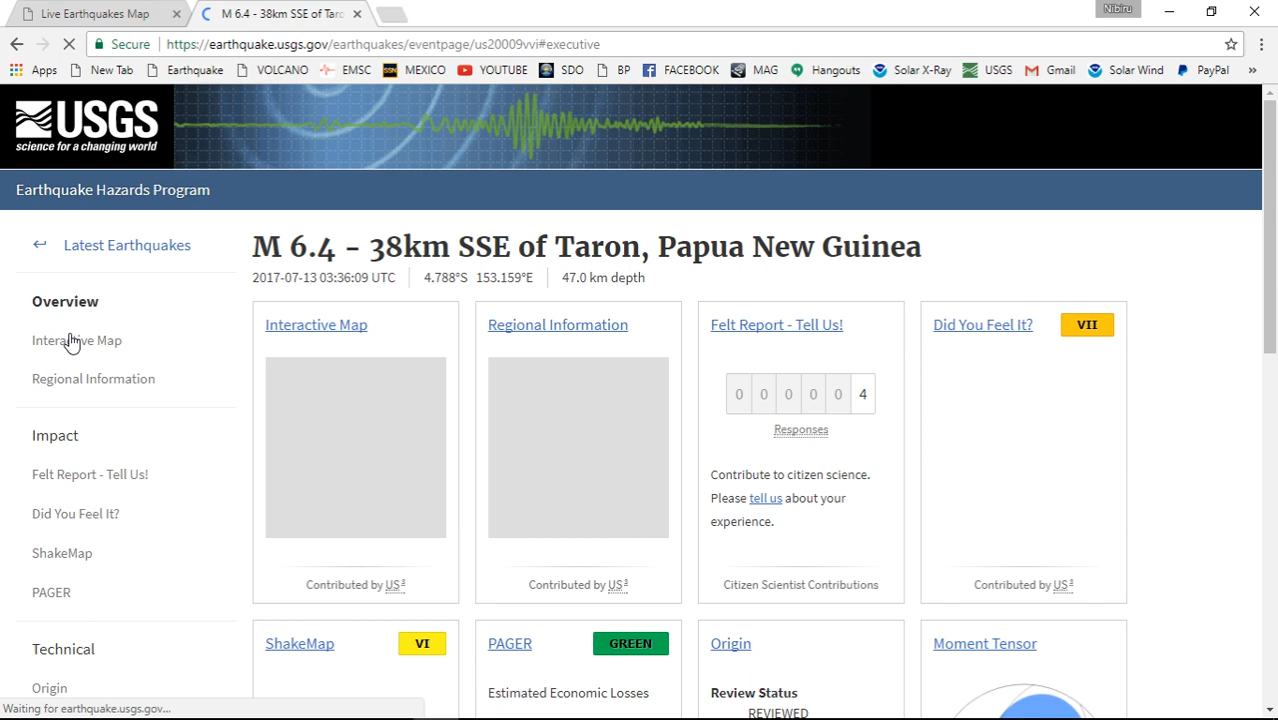 Live Earthquakes Map
M 6.4 - 38km SSE of Taro
Nibiru
Secure
https://earthquake.usgs.gov/earthquakes/eventpage/us20009vvi#executive
Apps
New Tab
Earthquake
VOLCANO
EMSC
SSN
MEXICO
YOUTUBE
SDO
BP
FACEBOOK
MAG
Hangouts
Solar X-Ray
USGS
Gmail
Solar Wind
PayPal
»
USGS
science for a changing world
Earthquake Hazards Program
Latest Earthquakes
Overview
Interactive Map
Regional Information
Impact
Felt Report - Tell Us!
Did You Feel It?
ShakeMap
PAGER
Technical
Origin
M 6.4 - 38km SSE of Taron, Papua New Guinea
2017-07-13 03:36:09 UTC
4.788°S 153.159°E
47.0 km depth
Interactive Map
Contributed by US
Regional Information
Contributed by US
Felt Report - Tell Us!
0 0 0 0 0 4
Responses
Contribute to citizen science.
Please tell us about your
experience.
Citizen Scientist Contributions
Did You Feel It?
VII
Contributed by US
ShakeMap
VI
PAGER
GREEN
Estimated Economic Losses
Origin
Review Status
REVIEWED
Moment Tensor
Waiting for earthquake.usgs.gov...